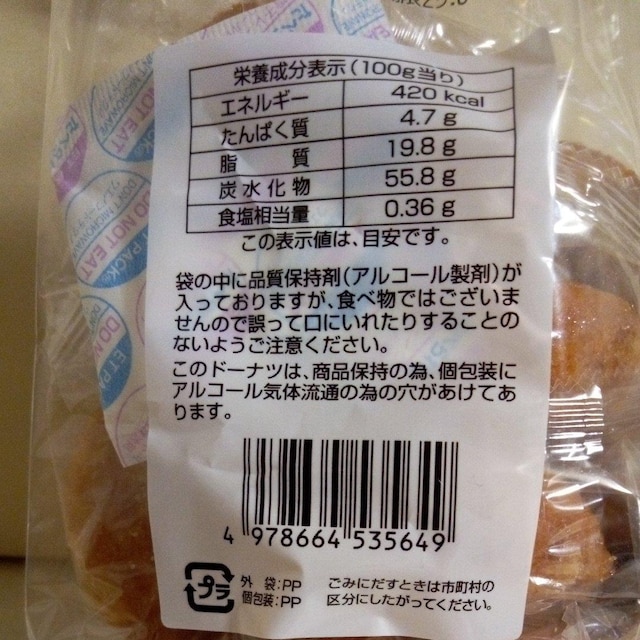 栄養成分表示(100g当り)
エネルギー 420 kcal
たんぱく質 4.7 g
脂質 19.8 g
炭水化物 55.8 g
食塩相当量 0.36 g
この表示値は、目安です。
袋の中に品質保持剤(アルコール製剤)が
入っておりますが、食べ物ではございま
せんので誤って口にいれたりすることの
ないようご注意ください。
このドーナツは、商品保持の為、個包装に
アルコール気体流通の為の穴があけてあ
ります。
4 978664 535649
プラ
外袋:PP
個包装:PP
ごみにだすときは市町村の
区分にしたがってください。
DO NOT EAT
DO NOT EAT